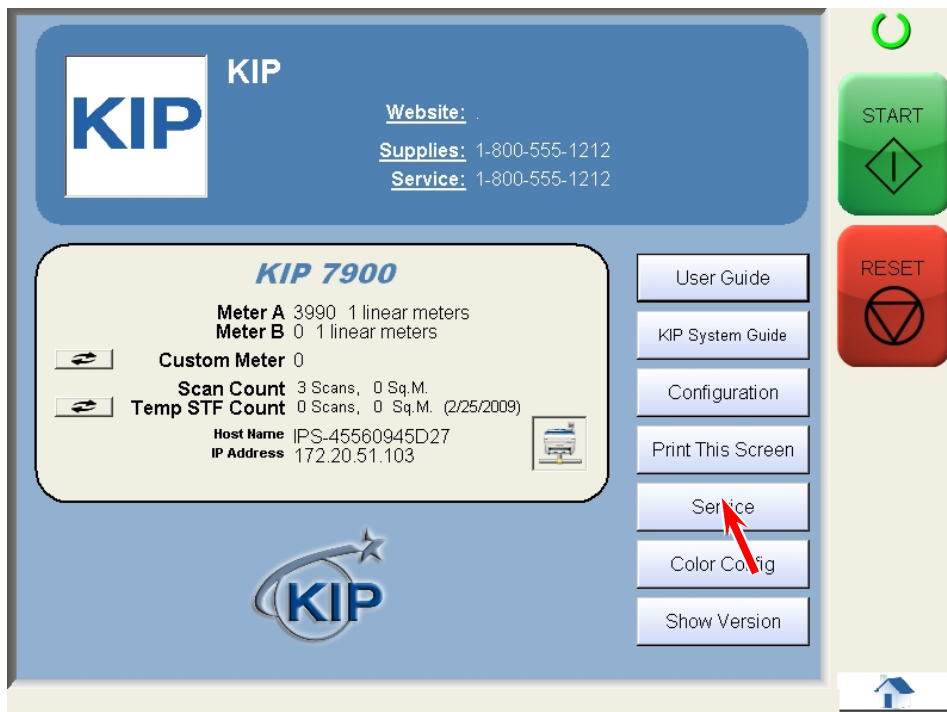 KIP
KIP
Website: .
Supplies: 1-800-555-1212
Service: 1-800-555-1212
START
RESET
KIP 7900
Meter A 3990 1 linear meters
Meter B 0 1 linear meters
Custom Meter 0
Scan Count 3 Scans, 0 Sq.M.
Temp STF Count 0 Scans, 0 Sq.M. (2/25/2009)
Host Name IPS-45560945D27
IP Address 172.20.51.103
User Guide
KIP System Guide
Configuration
Print This Screen
Service
Color Config
Show Version
KIP